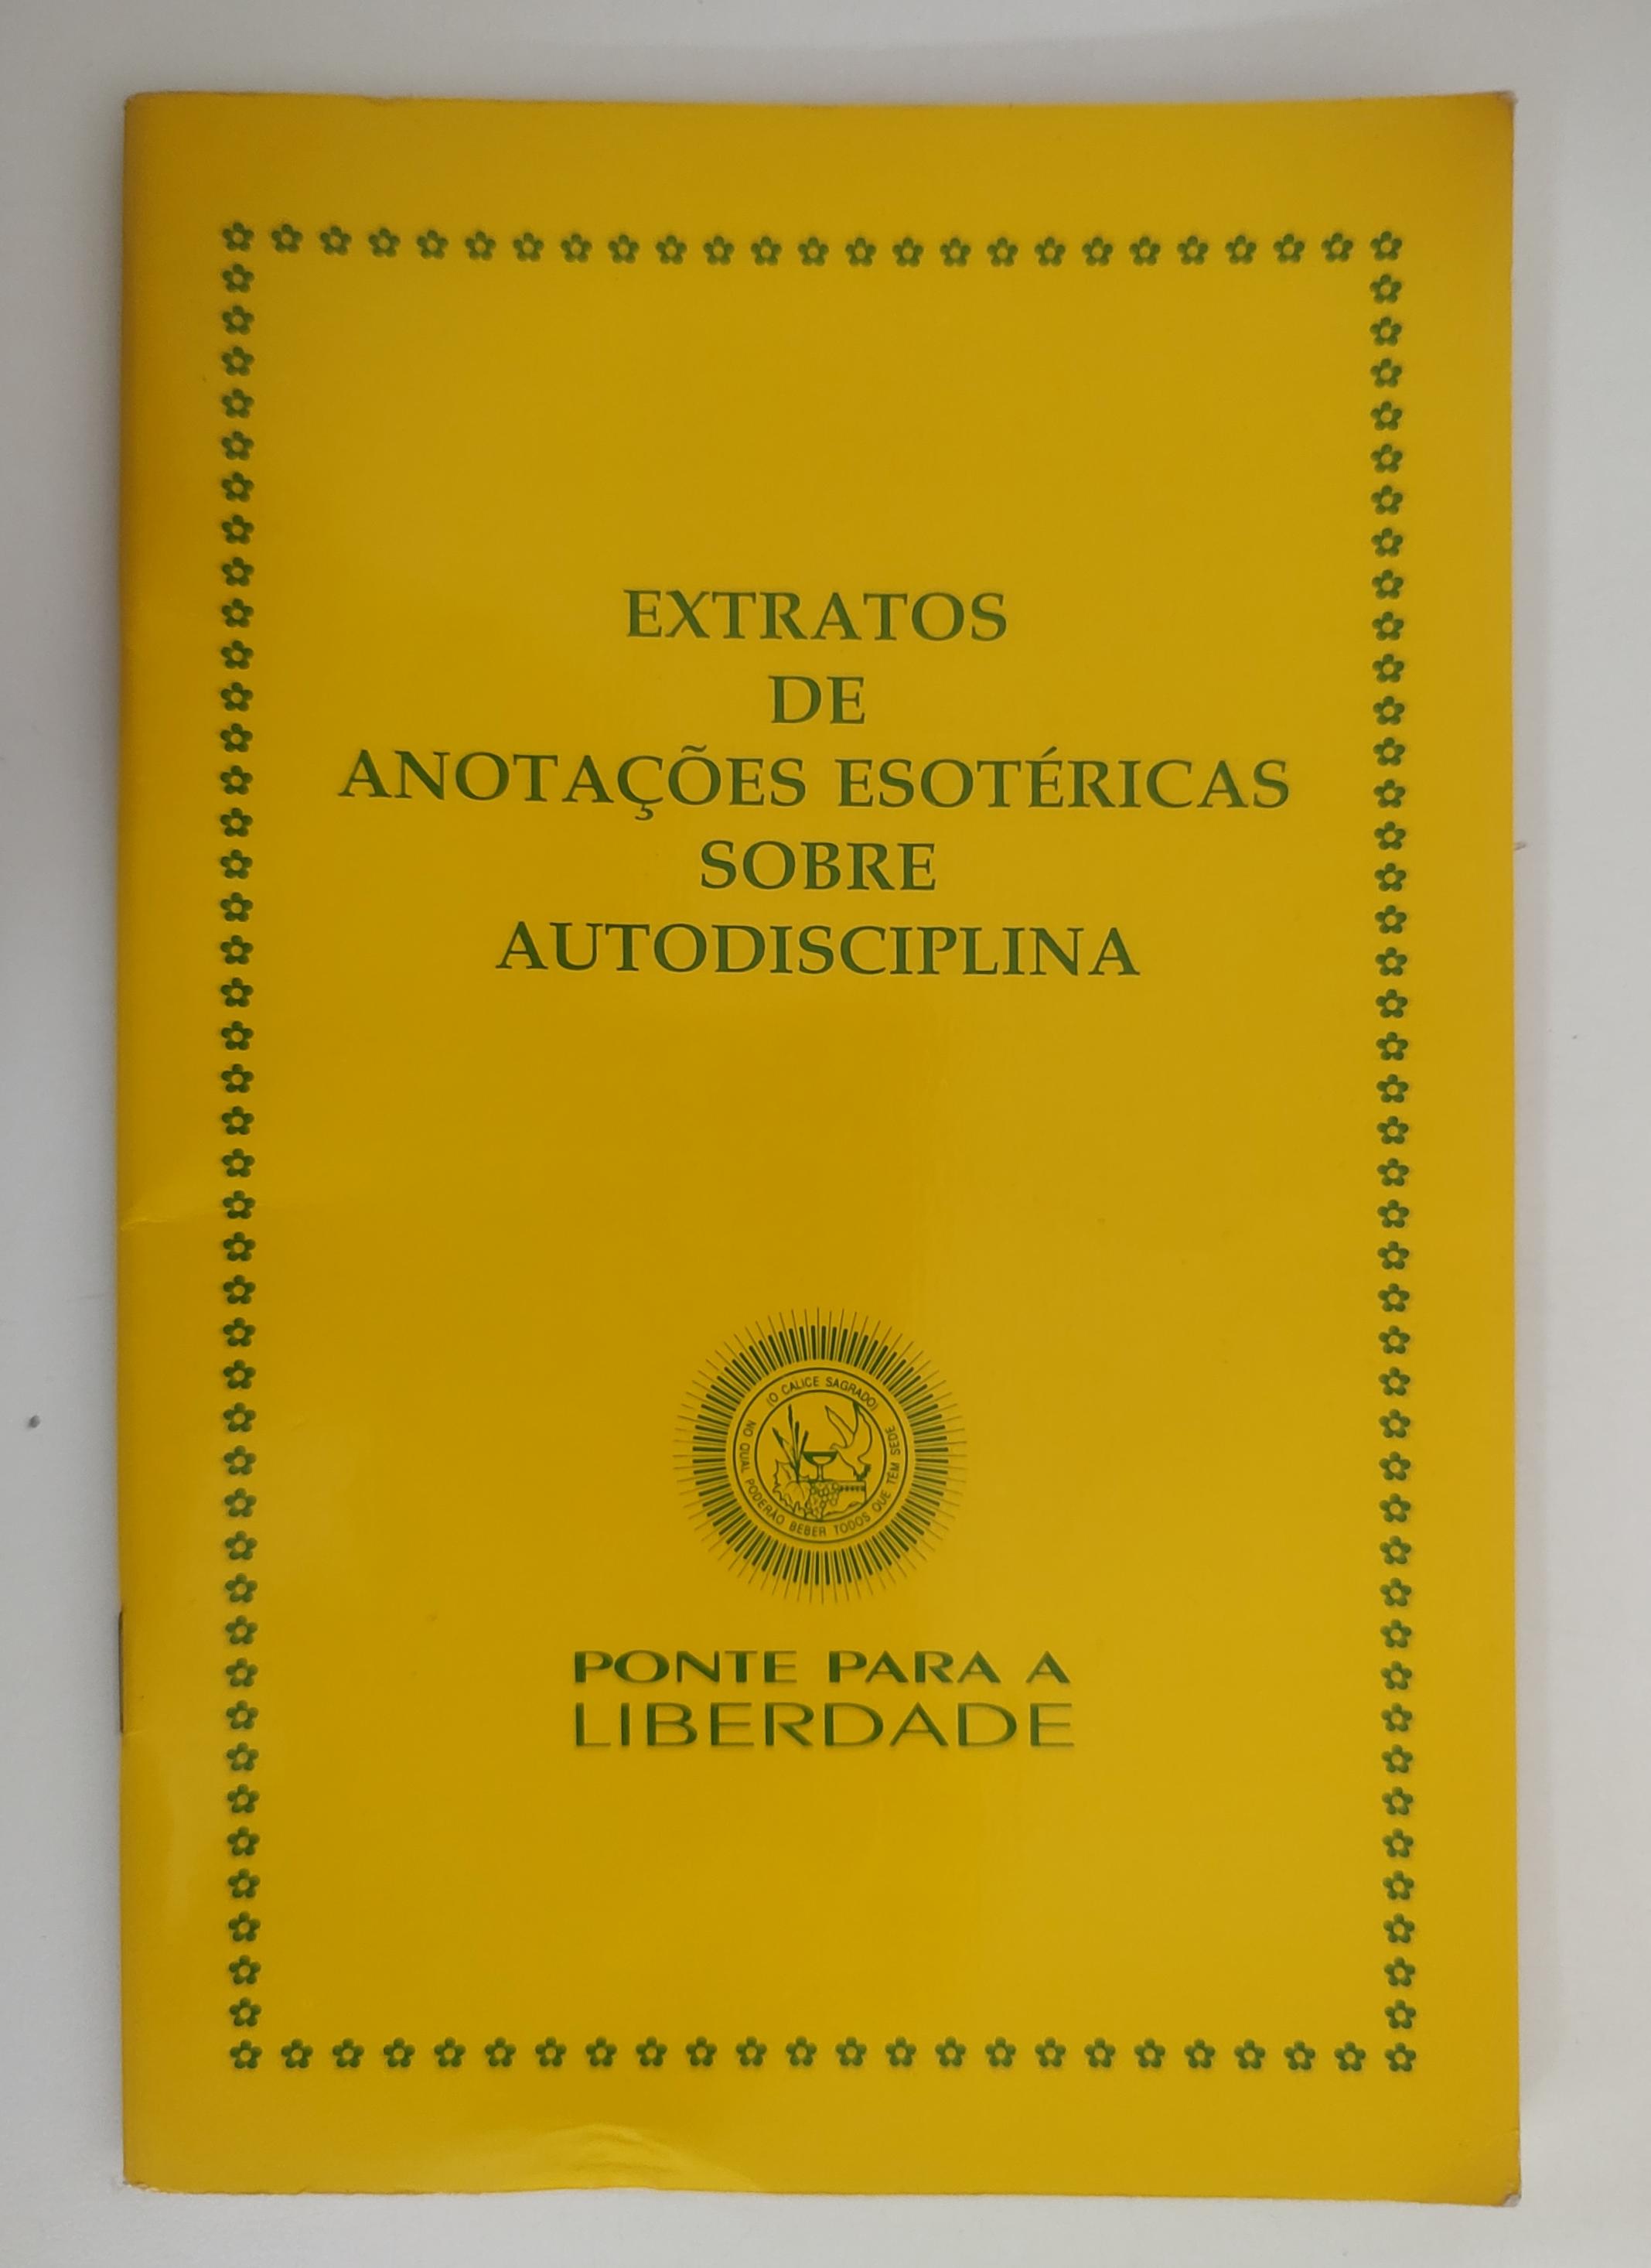 EXTRATOS
DE
ANOTAÇÕES ESOTÉRICAS
SOBRE
AUTODISCIPLINA
(O CALICE SAGRADO)
NO QUAL PODERÃO BEBER TODOS QUE TÊM SEDE
PONTE PARA A
LIBERDADE